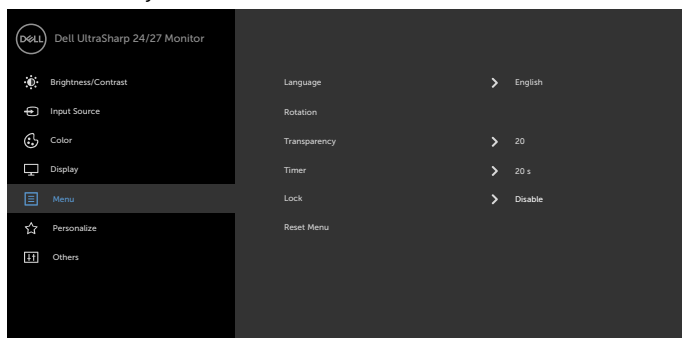 DELL Dell UltraSharp 24/27 Monitor
Brightness/Contrast
Input Source
Color
Display
Menu
Personalize
Others
Language English
Rotation
Transparency 20
Timer 20 s
Lock Disable
Reset Menu